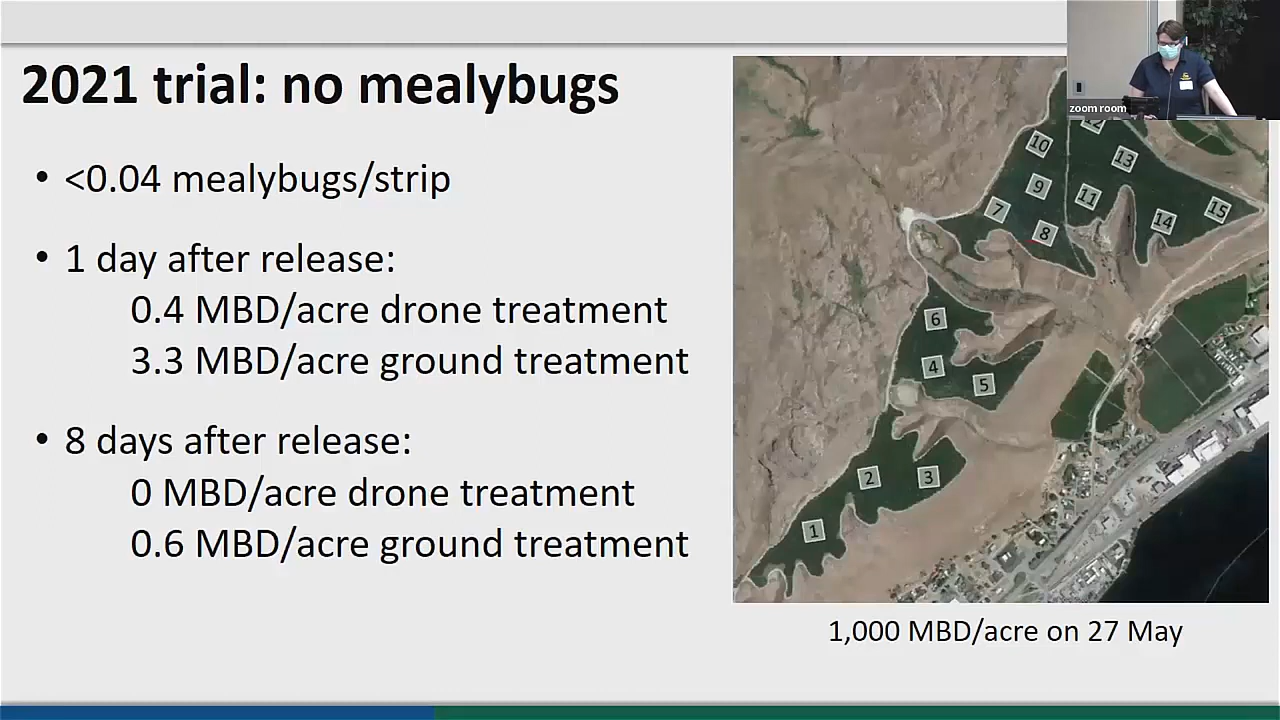 2021 trial: no mealybugs
• <0.04 mealybugs/strip
• 1 day after release:
0.4 MBD/acre drone treatment
3.3 MBD/acre ground treatment
• 8 days after release:
0 MBD/acre drone treatment
0.6 MBD/acre ground treatment
zoom room
10
13
9
11
7
15
14
8
6
4
5
2
3
1
1,000 MBD/acre on 27 May